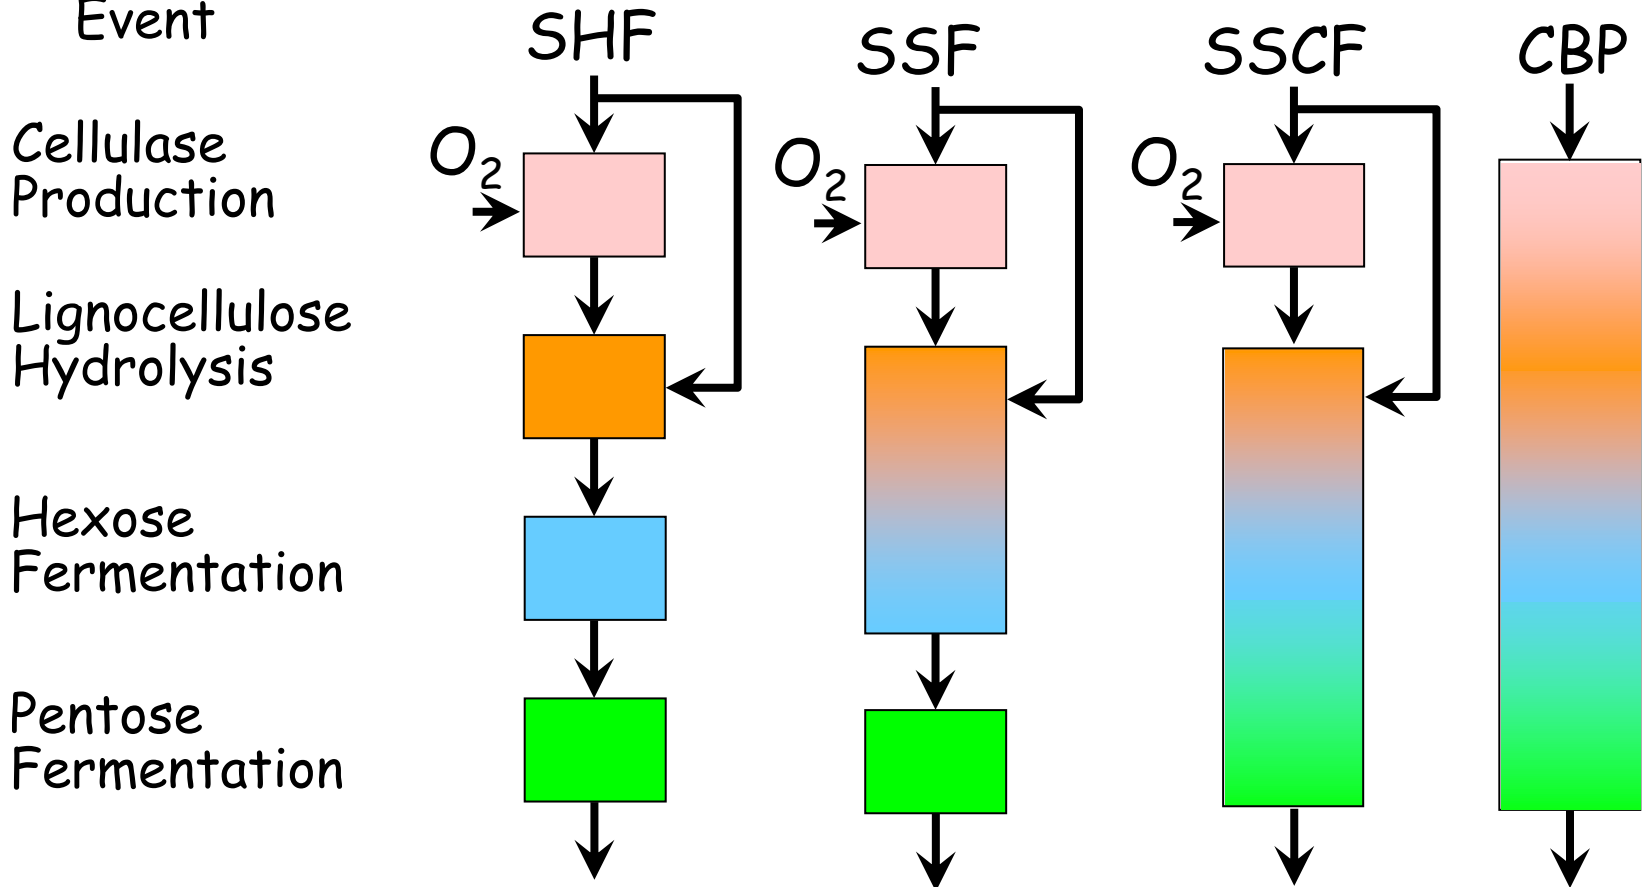 Event
SHF
SSF
SSCF
CBP
Cellulase
Production
O2
O2
O2
Lignocellulose
Hydrolysis
Hexose
Fermentation
Pentose
Fermentation